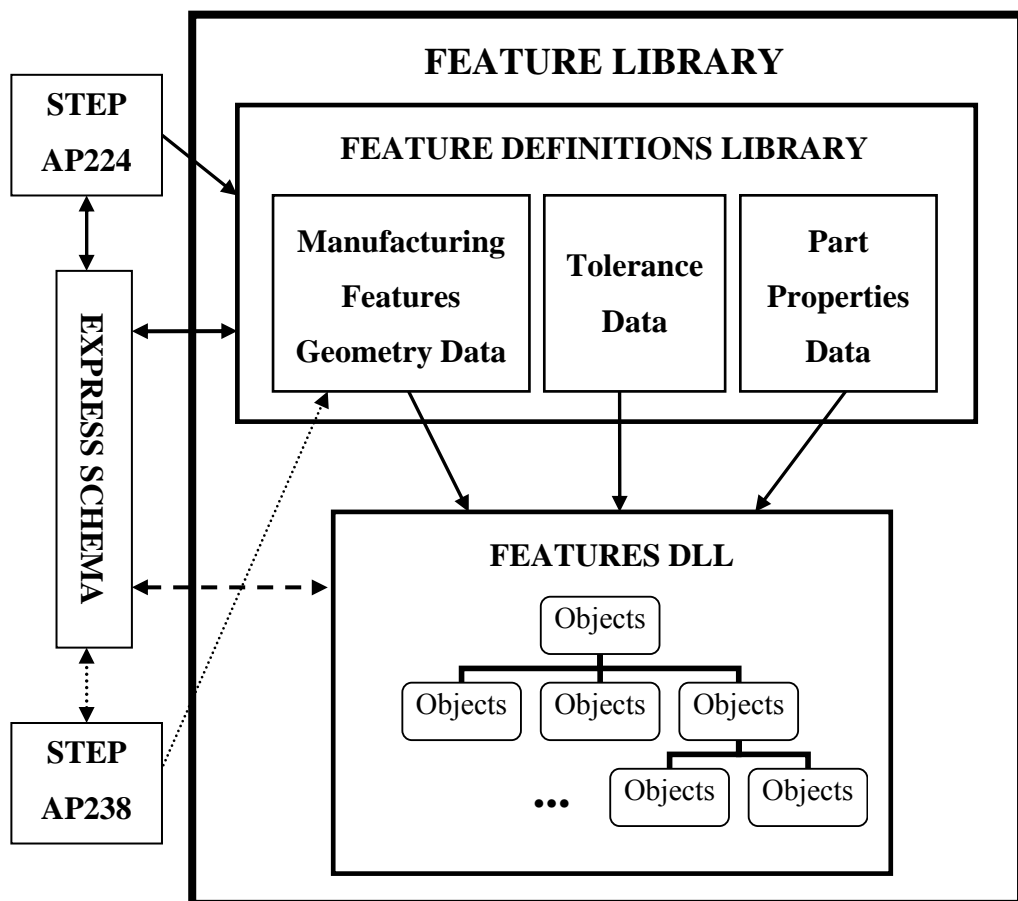 FEATURE LIBRARY
STEP
AP224
FEATURE DEFINITIONS LIBRARY
Manufacturing
Features
Geometry Data
Tolerance
Data
Part
Properties
Data
EXPRESS SCHEMA
FEATURES DLL
Objects
Objects
Objects
Objects
Objects
Objects
...
STEP
AP238